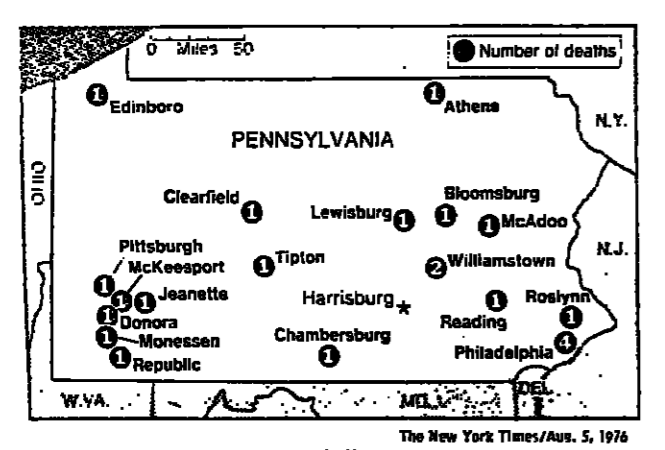 0 Miles 50
Number of deaths
1 Edinboro
1 Athens
N.Y.
PENNSYLVANIA
OHIO
Clearfield 1
Lewisburg 1
Bloomsburg 1
1 McAdoo
N.J.
Pittsburgh 1
McKeesport 1
1 Jeanette
1 Tipton
2 Williamstown
Harrisburg
Reading 1
Roslynn 1
1 Donora
1 Monessen
1 Republic
Chambersburg 1
Philadelphia 4
W.VA.
MD.
DEL.
The New York Times/Aug. 5, 1976